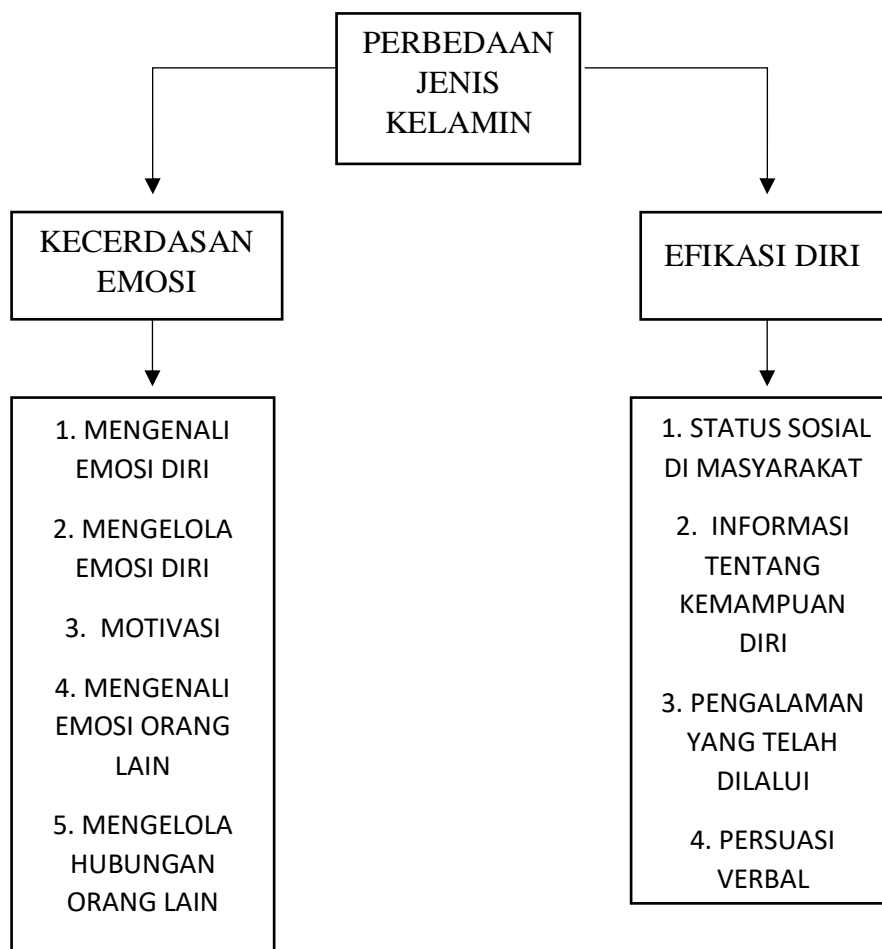 PERBEDAAN
JENIS
KELAMIN
KECERDASAN
EMOSI
EFIKASI DIRI
1. MENGENALI
EMOSI DIRI
2. MENGELOLA
EMOSI DIRI
3. MOTIVASI
4. MENGENALI
EMOSI ORANG
LAIN
5. MENGELOLA
HUBUNGAN
ORANG LAIN
1. STATUS SOSIAL
DI MASYARAKAT
2. INFORMASI
TENTANG
KEMAMPUAN
DIRI
3. PENGALAMAN
YANG TELAH
DILALUI
4. PERSUASI
VERBAL